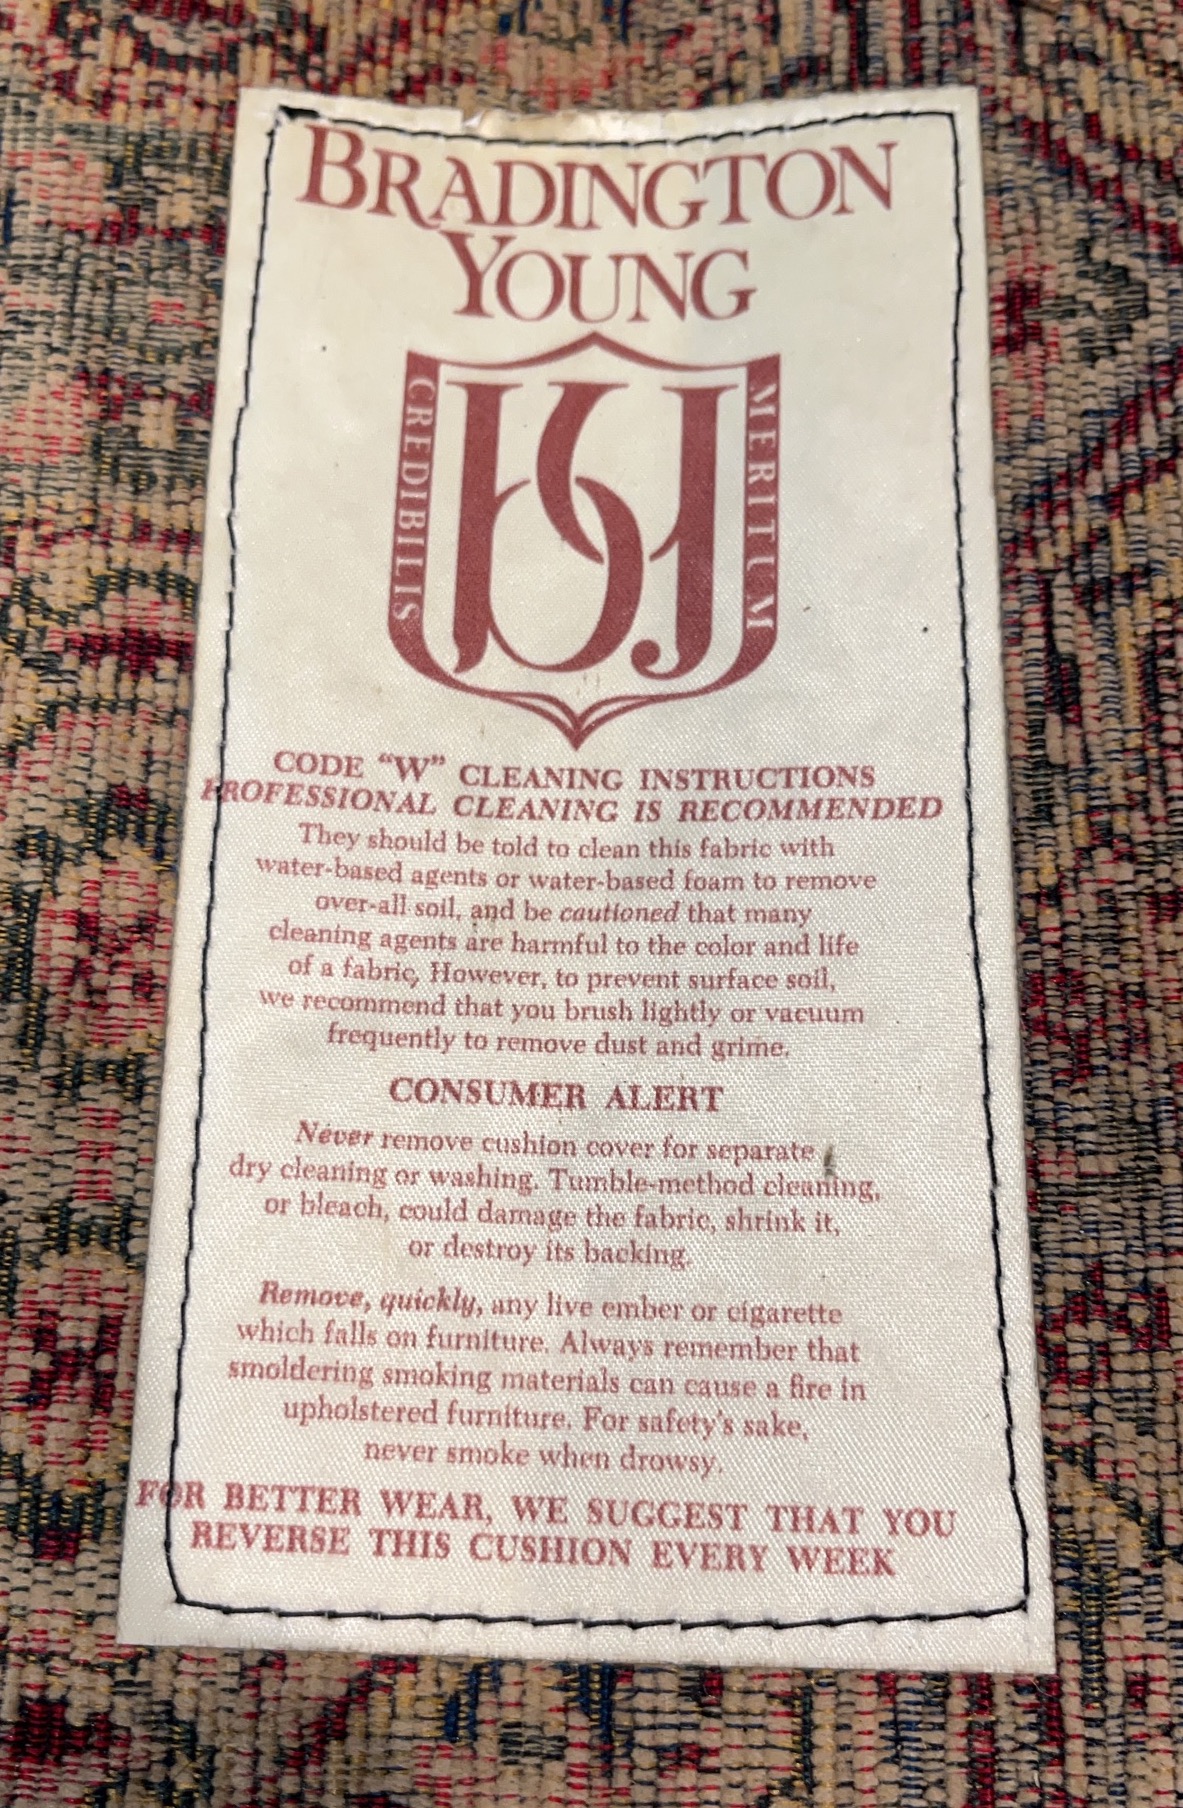 BRADINGTON
YOUNG
CREDIBILIS
MERITUM
CODE “W” CLEANING INSTRUCTIONS
PROFESSIONAL CLEANING IS RECOMMENDED
They should be told to clean this fabric with
water-based agents or water-based foam to remove
over-all soil, and be cautioned that many
cleaning agents are harmful to the color and life
of a fabric, However, to prevent surface soil,
we recommend that you brush lightly or vacuum
frequently to remove dust and grime.
CONSUMER ALERT
Never remove cushion cover for separate
dry cleaning or washing. Tumble-method cleaning,
or bleach, could damage the fabric, shrink it,
or destroy its backing.
Remove, quickly, any live ember or cigarette
which falls on furniture. Always remember that
smoldering smoking materials can cause a fire in
upholstered furniture. For safety's sake,
never smoke when drowsy.
FOR BETTER WEAR, WE SUGGEST THAT YOU
REVERSE THIS CUSHION EVERY WEEK